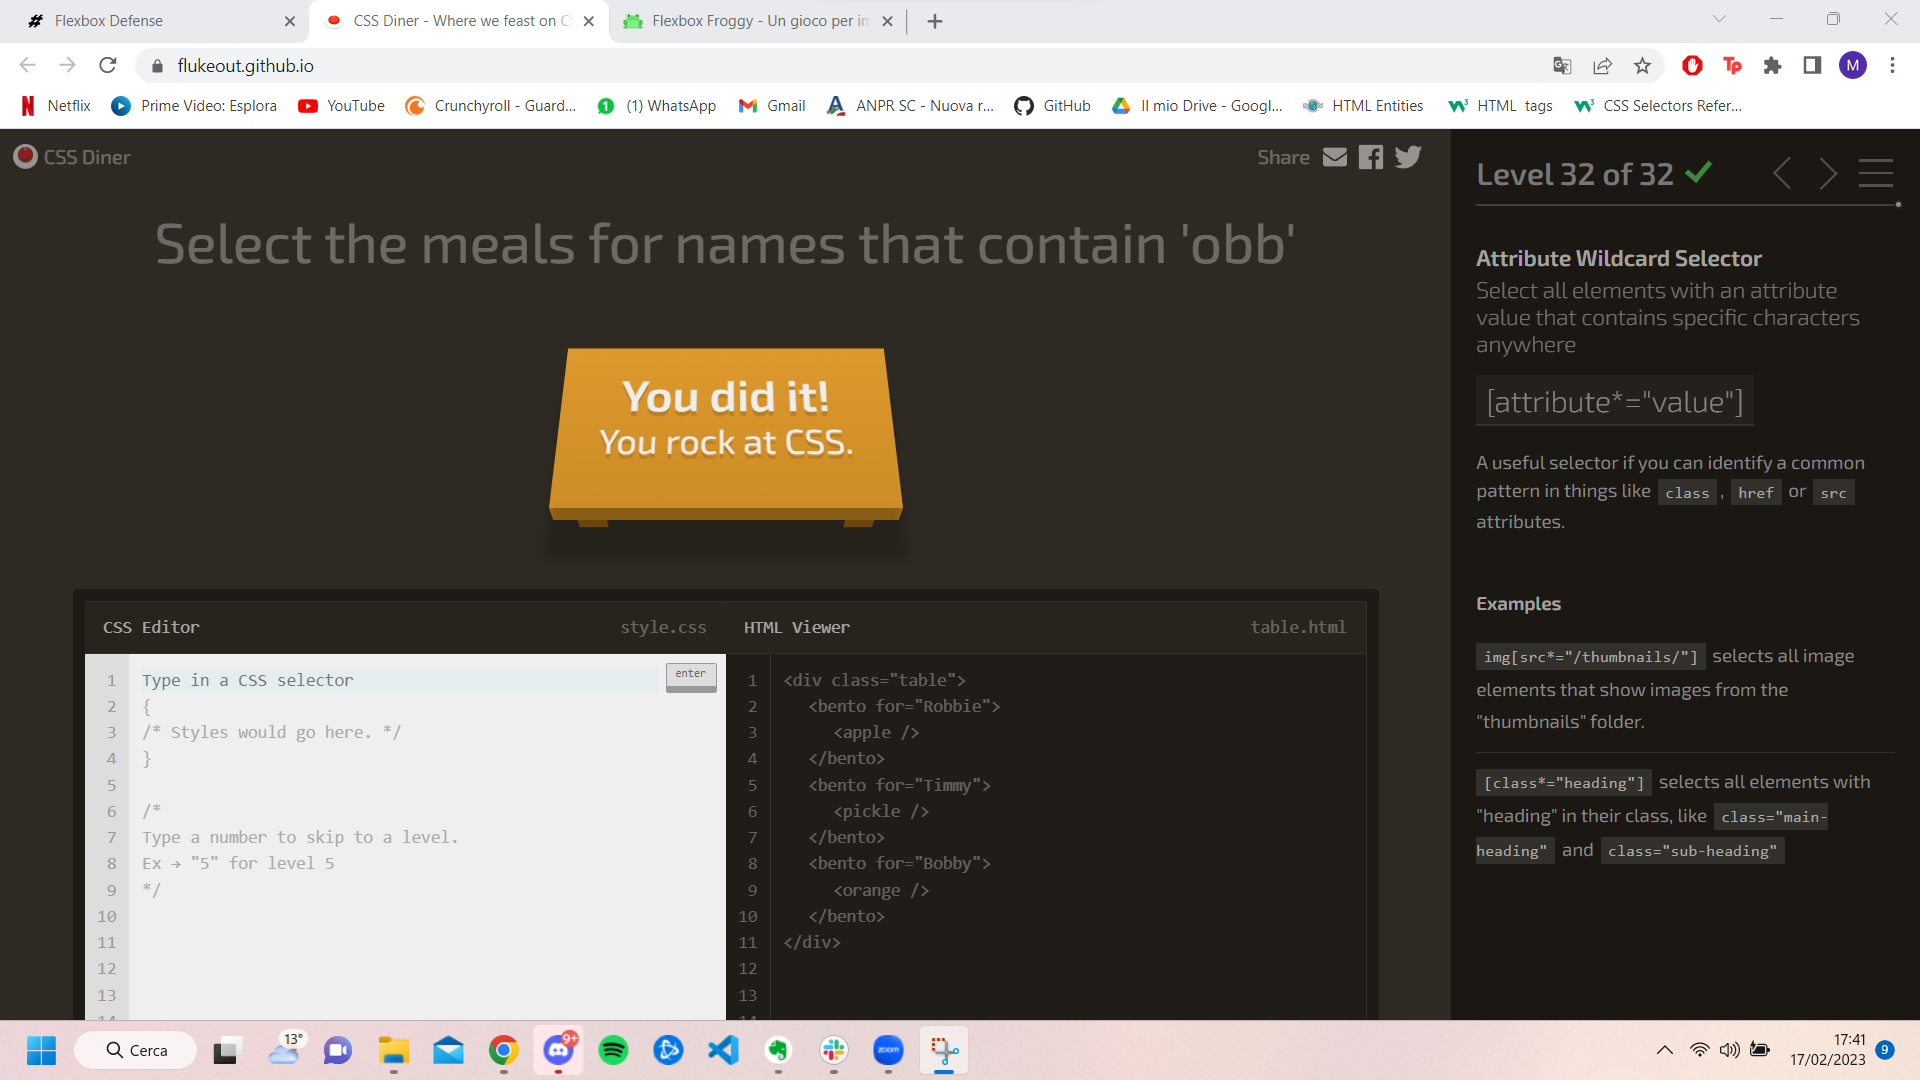 Flexbox Defense
CSS Diner - Where we feast on C
Flexbox Froggy - Un gioco per im
flukeout.github.io
M
Netflix
Prime Video: Esplora
YouTube
Crunchyroll - Guard...
(1) WhatsApp
Gmail
ANPR SC - Nuova r...
GitHub
Il mio Drive - Googl...
HTML Entities
HTML tags
CSS Selectors Refer...
CSS Diner
Share
Select the meals for names that contain 'obb'
You did it!
You rock at CSS.
CSS Editor
style.css
1 Type in a CSS selector
enter
2 {
3 /* Styles would go here. */
4 }
5
6 /*
7 Type a number to skip to a level.
8 Ex → "5" for level 5
9 */
10
11
12
13
14
HTML Viewer
table.html
1 <div class="table">
2 <bento for="Robbie">
3 <apple />
4 </bento>
5 <bento for="Timmy">
6 <pickle />
7 </bento>
8 <bento for="Bobby">
9 <orange />
10 </bento>
11 </div>
12
13
14
Level 32 of 32
Attribute Wildcard Selector
Select all elements with an attribute
value that contains specific characters
anywhere
[attribute*="value"]
A useful selector if you can identify a common
pattern in things like class , href or src
attributes.
Examples
img[src*="/thumbnails/"] selects all image
elements that show images from the
"thumbnails" folder.
[class*="heading"] selects all elements with
"heading" in their class, like class="main-
heading" and class="sub-heading"
Cerca
13°
9+
zoom
17:41
17/02/2023
9